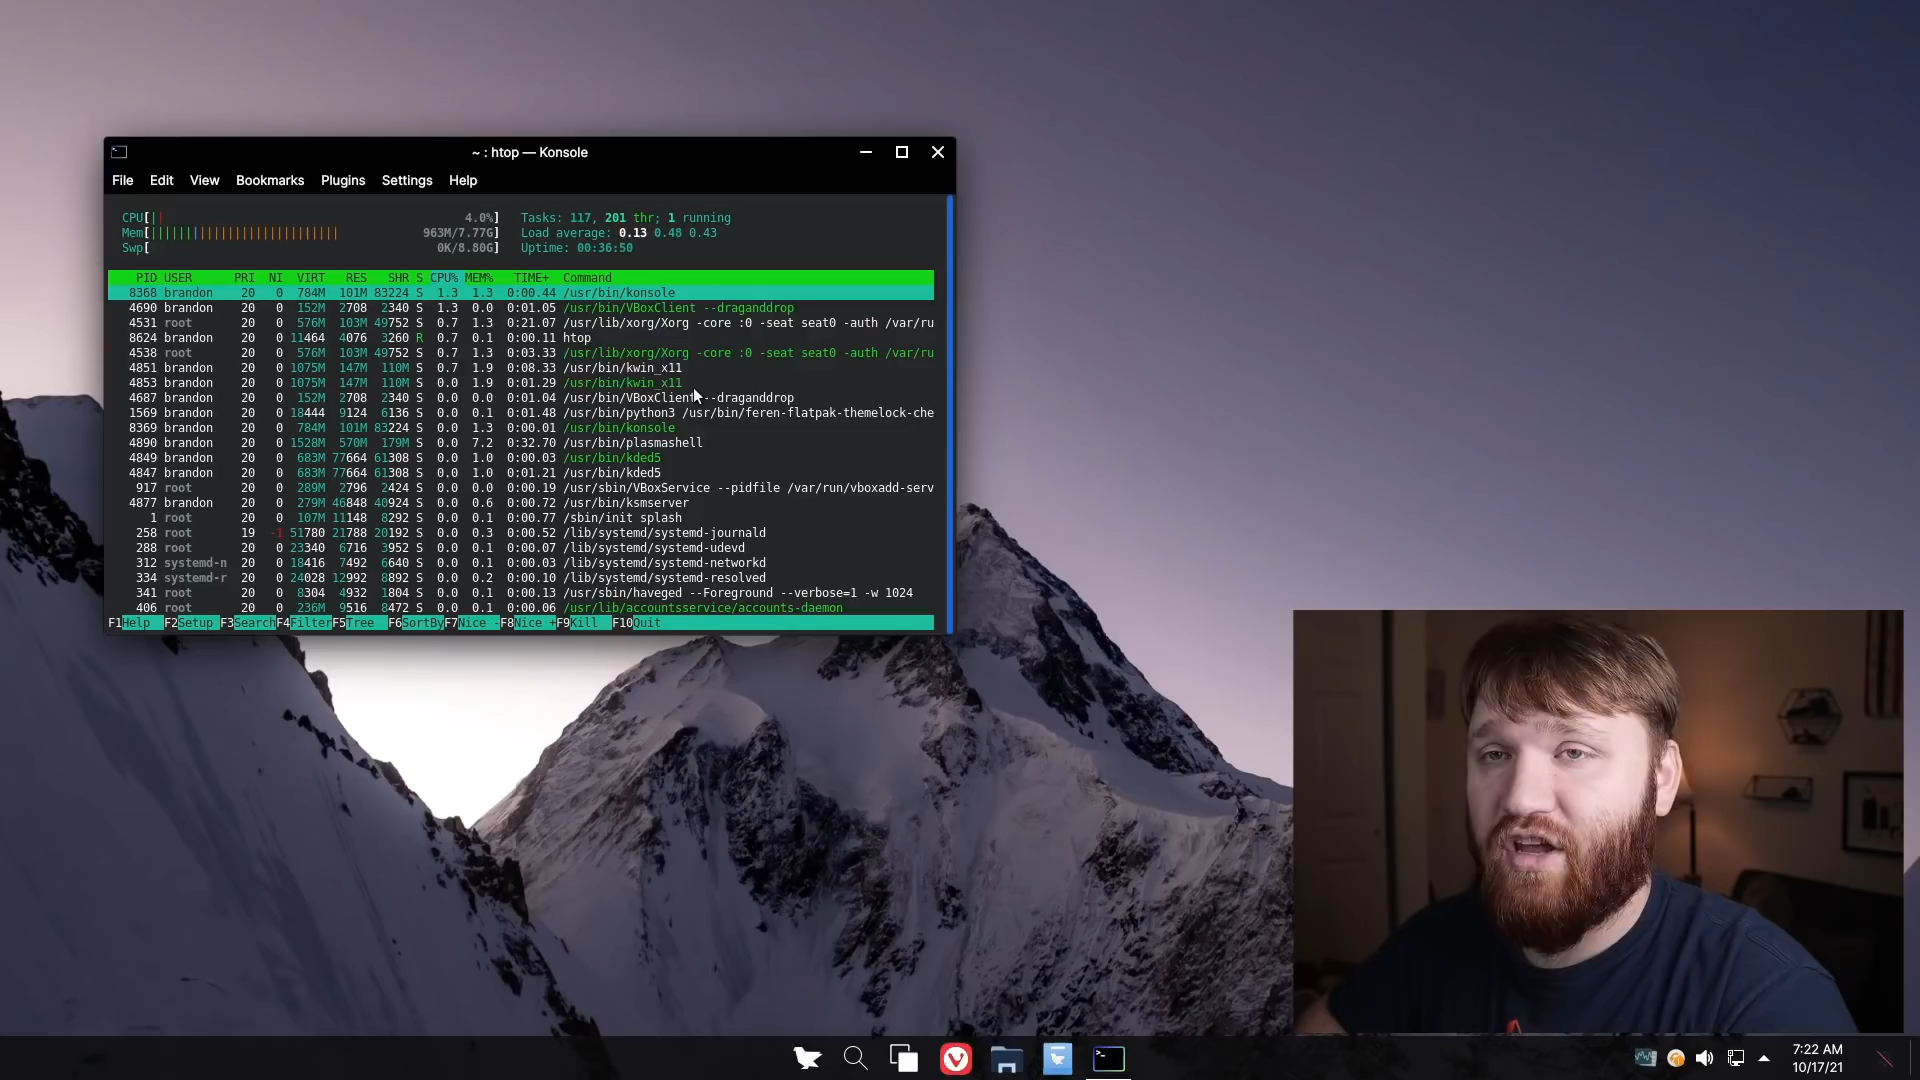 ~ : htop — Konsole
File Edit View Bookmarks Plugins Settings Help
CPU[|| 4.0%] Tasks: 117, 201 thr; 1 running
Mem[||||||||||||||||||||||||||| 963M/7.77G] Load average: 0.13 0.48 0.43
Swp[ 0K/8.80G] Uptime: 00:36:50
PID USER PRI NI VIRT RES SHR S CPU% MEM% TIME+ Command
8368 brandon 20 0 784M 101M 83224 S 1.3 1.3 0:00.44 /usr/bin/konsole
4690 brandon 20 0 152M 2708 2340 S 1.3 0.0 0:01.05 /usr/bin/VBoxClient --draganddrop
4531 root 20 0 576M 103M 49752 S 0.7 1.3 0:21.07 /usr/lib/xorg/Xorg -core :0 -seat seat0 -auth /var/ru
8624 brandon 20 0 11464 4076 3260 R 0.7 0.1 0:00.11 htop
4538 root 20 0 576M 103M 49752 S 0.7 1.3 0:03.33 /usr/lib/xorg/Xorg -core :0 -seat seat0 -auth /var/ru
4851 brandon 20 0 1075M 147M 110M S 0.7 1.9 0:08.33 /usr/bin/kwin_x11
4853 brandon 20 0 1075M 147M 110M S 0.0 1.9 0:01.29 /usr/bin/kwin_x11
4687 brandon 20 0 152M 2708 2340 S 0.0 0.0 0:01.04 /usr/bin/VBoxClient --draganddrop
1569 brandon 20 0 18444 9124 6136 S 0.0 0.1 0:01.48 /usr/bin/python3 /usr/bin/feren-flatpak-themelock-che
8369 brandon 20 0 784M 101M 83224 S 0.0 1.3 0:00.01 /usr/bin/konsole
4890 brandon 20 0 1528M 570M 179M S 0.0 7.2 0:32.70 /usr/bin/plasmashell
4849 brandon 20 0 683M 77664 61308 S 0.0 1.0 0:00.03 /usr/bin/kded5
4847 brandon 20 0 683M 77664 61308 S 0.0 1.0 0:01.21 /usr/bin/kded5
917 root 20 0 289M 2796 2424 S 0.0 0.0 0:00.19 /usr/sbin/VBoxService --pidfile /var/run/vboxadd-serv
4877 brandon 20 0 279M 46848 40924 S 0.0 0.6 0:00.72 /usr/bin/ksmserver
1 root 20 0 107M 11148 8292 S 0.0 0.1 0:00.77 /sbin/init splash
258 root 19 -1 51780 21788 20192 S 0.0 0.3 0:00.52 /lib/systemd/systemd-journald
288 root 20 0 23340 6716 3952 S 0.0 0.1 0:00.07 /lib/systemd/systemd-udevd
312 systemd-n 20 0 18416 7492 6640 S 0.0 0.1 0:00.03 /lib/systemd/systemd-networkd
334 systemd-r 20 0 24028 12992 8892 S 0.0 0.2 0:00.10 /lib/systemd/systemd-resolved
341 root 20 0 8304 4932 1804 S 0.0 0.1 0:00.13 /usr/sbin/haveged --Foreground --verbose=1 -w 1024
406 root 20 0 236M 9516 8472 S 0.0 0.1 0:00.06 /usr/lib/accountsservice/accounts-daemon
F1Help F2Setup F3SearchF4FilterF5Tree F6SortByF7Nice -F8Nice +F9Kill F10Quit
7:22 AM
10/17/21